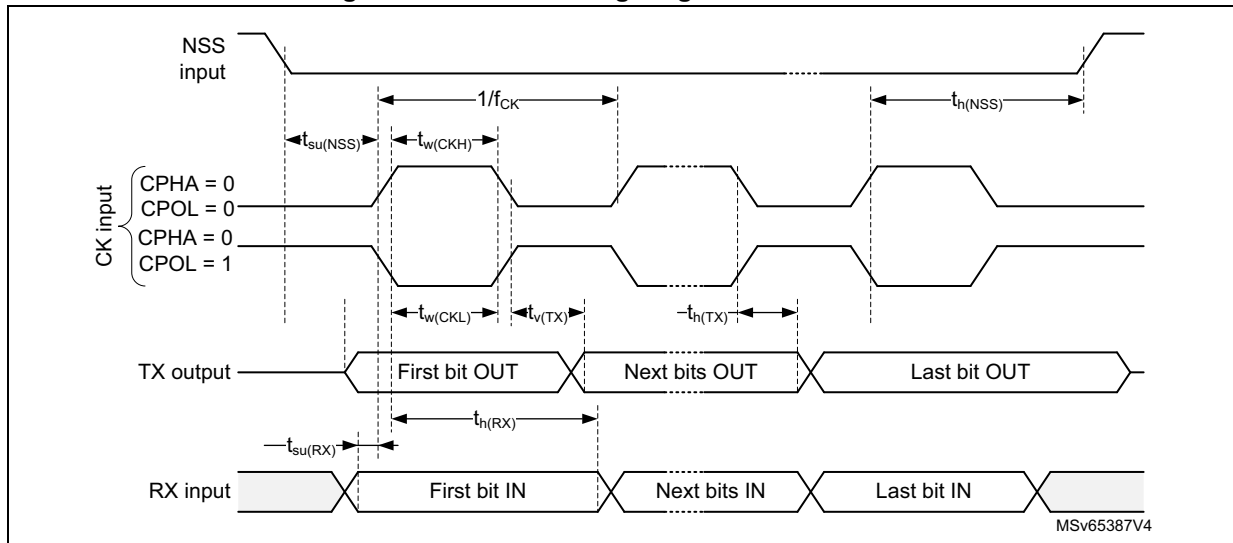 NSS
input
1/fCK
th(NSS)
tsu(NSS)
tw(CKH)
CK input
CPHA = 0
CPOL = 0
CPHA = 0
CPOL = 1
tw(CKL)
tv(TX)
th(TX)
TX output
First bit OUT
Next bits OUT
Last bit OUT
th(RX)
tsu(RX)
RX input
First bit IN
Next bits IN
Last bit IN
MSv65387V4